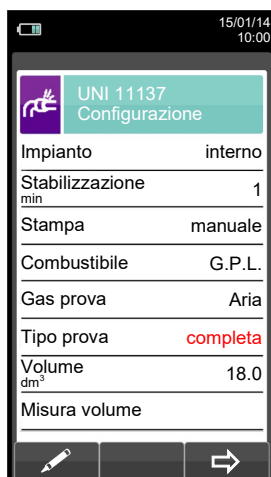 15/01/14
10:00
UNI 11137
Configurazione
Impianto interno
Stabilizzazione
min 1
Stampa manuale
Combustibile G.P.L.
Gas prova Aria
Tipo prova completa
Volume
dm³ 18.0
Misura volume